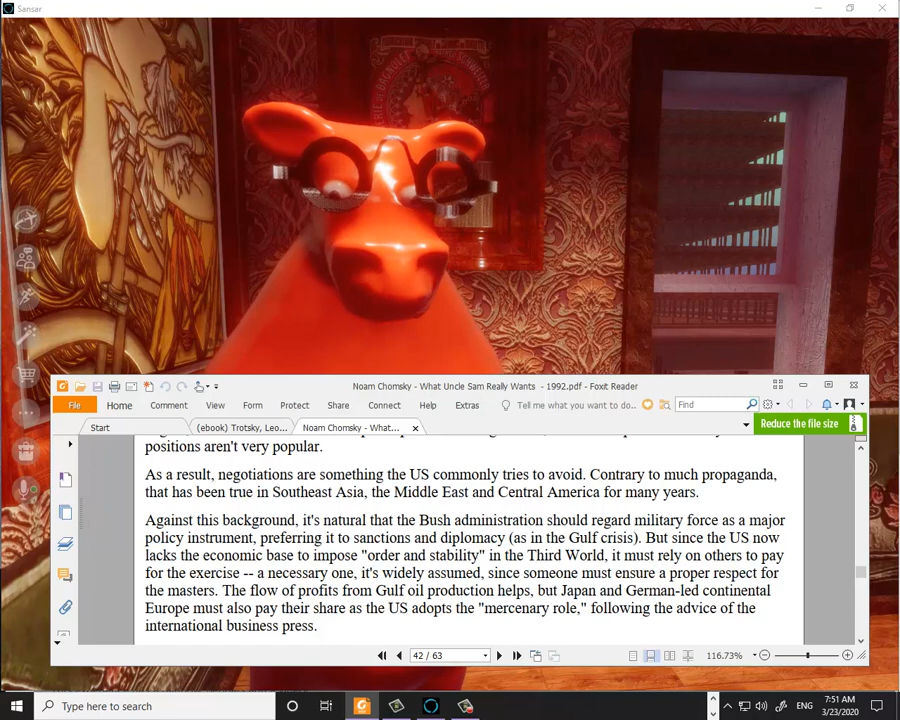 Sansar
Noam Chomsky - What Uncle Sam Really Wants - 1992.pdf - Foxit Reader
File Home Comment View Form Protect Share Connect Help Extras Tell me what you want... Find
Start (ebook) Trotsky, Leo... Noam Chomsky - What... Reduce the file size
positions aren't very popular.
As a result, negotiations are something the US commonly tries to avoid. Contrary to much propaganda,
that has been true in Southeast Asia, the Middle East and Central America for many years.
Against this background, it's natural that the Bush administration should regard military force as a major
policy instrument, preferring it to sanctions and diplomacy (as in the Gulf crisis). But since the US now
lacks the economic base to impose "order and stability" in the Third World, it must rely on others to pay
for the exercise -- a necessary one, it's widely assumed, since someone must ensure a proper respect for
the masters. The flow of profits from Gulf oil production helps, but Japan and German-led continental
Europe must also pay their share as the US adopts the "mercenary role," following the advice of the
international business press.
42 / 63 116.73%
Type here to search ENG 7:51 AM
3/23/2020